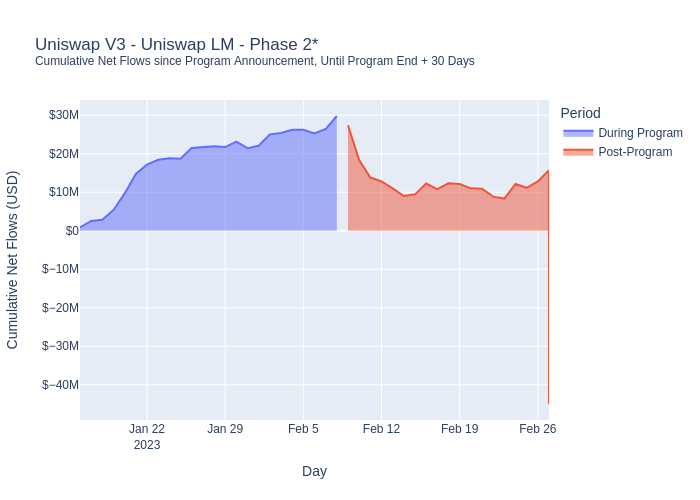 Uniswap V3 - Uniswap LM - Phase 2*
Cumulative Net Flows since Program Announcement, Until Program End + 30 Days
Period
During Program
Post-Program
Cumulative Net Flows (USD)
$30M
$20M
$10M
$0
$−10M
$−20M
$−30M
$−40M
Jan 22
2023
Jan 29
Feb 5
Feb 12
Feb 19
Feb 26
Day